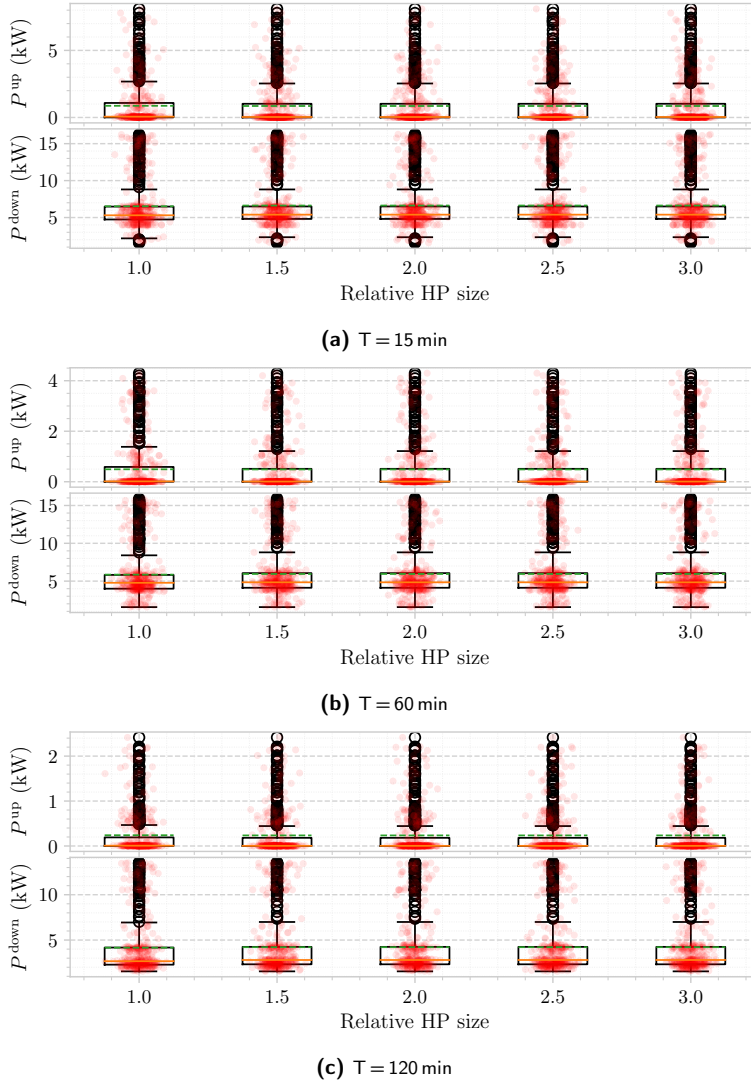 P^up (kW)
5
0
P^down (kW)
15
10
5
1.0 1.5 2.0 2.5 3.0
Relative HP size
(a) T = 15 min
P^up (kW)
4
2
0
P^down (kW)
15
10
5
1.0 1.5 2.0 2.5 3.0
Relative HP size
(b) T = 60 min
P^up (kW)
2
1
0
P^down (kW)
10
5
1.0 1.5 2.0 2.5 3.0
Relative HP size
(c) T = 120 min